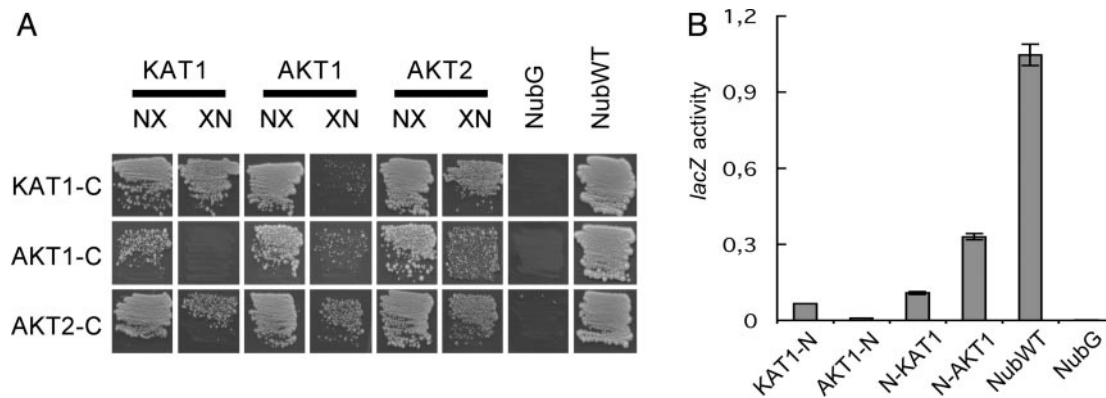 A
KAT1 AKT1 AKT2 NubG NubWT
NX XN NX XN NX XN
KAT1-C
AKT1-C
AKT2-C
B
lacZ activity
1,2
0,9
0,6
0,3
0
KAT1-N AKT1-N N-KAT1 N-AKT1 NubWT NubG